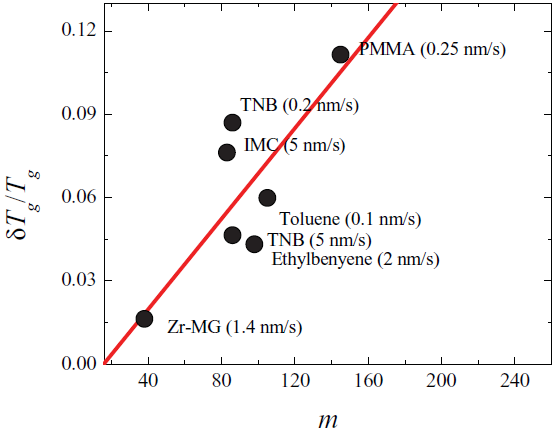 0.12
PMMA (0.25 nm/s)
TNB (0.2 nm/s)
0.09
IMC (5 nm/s)
δTg/Tg
0.06
Toluene (0.1 nm/s)
TNB (5 nm/s)
Ethylbenyene (2 nm/s)
0.03
Zr-MG (1.4 nm/s)
0.00
40 80 120 160 200 240
m